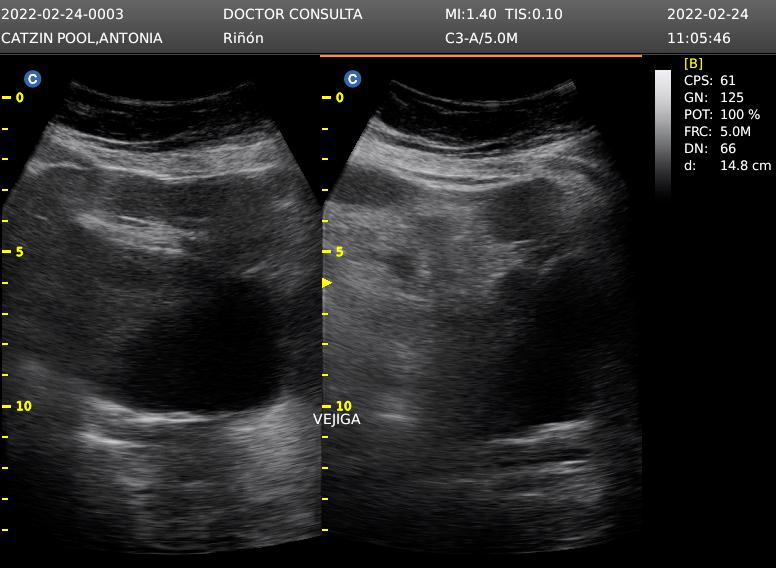 2022-02-24-0003 DOCTOR CONSULTA MI:1.40 TIS:0.10 2022-02-24
CATZIN POOL,ANTONIA Riñón C3-A/5.0M 11:05:46
[B]
CPS: 61
GN: 125
POT: 100 %
FRC: 5.0M
DN: 66
d: 14.8 cm
C C
0 0
5 5
10 10
VEJIGA